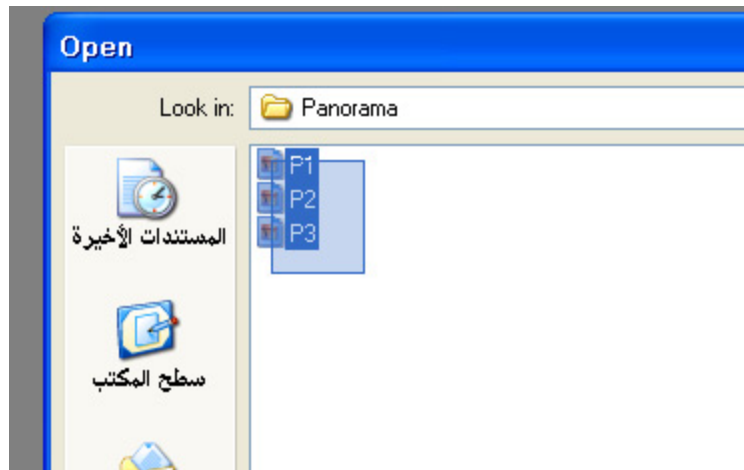 Open
Look in: Panorama
P1
P2
P3
المستندات الأخيرة
سطح المكتب